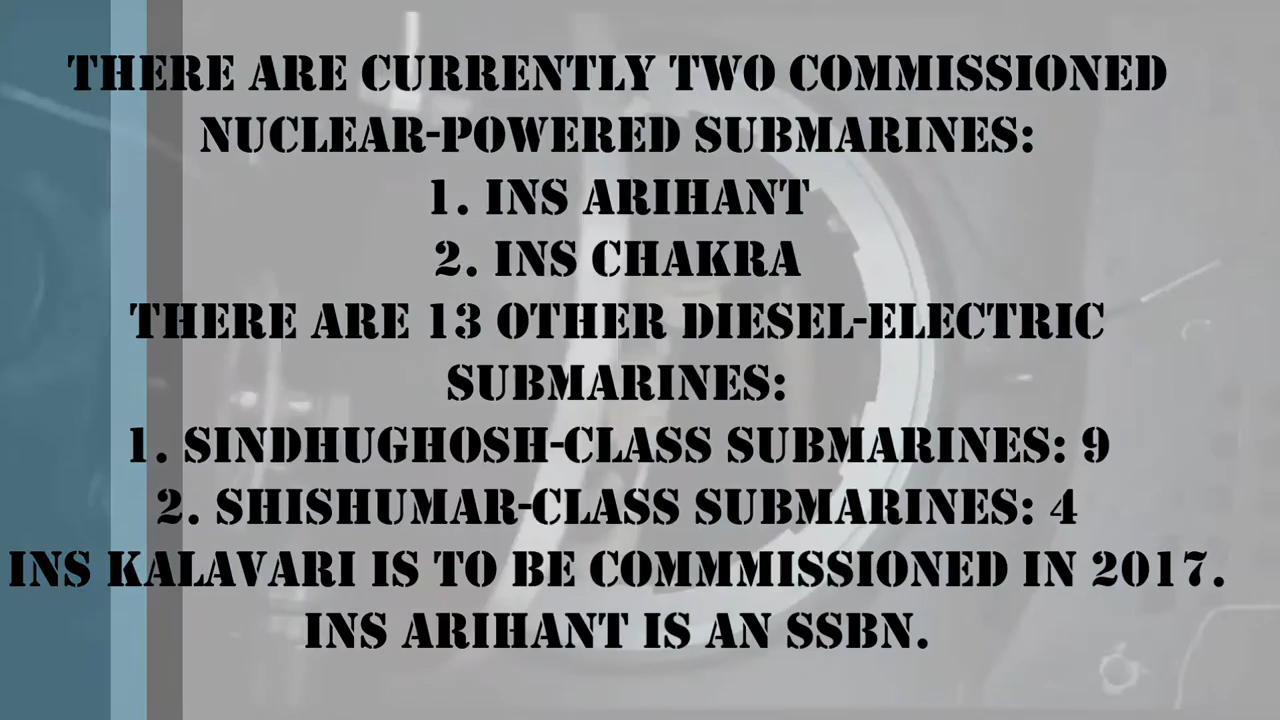 THERE ARE CURRENTLY TWO COMMISSIONED
NUCLEAR-POWERED SUBMARINES:
1. INS ARIHANT
2. INS CHAKRA
THERE ARE 13 OTHER DIESEL-ELECTRIC
SUBMARINES:
1. SINDHUGHOSH-CLASS SUBMARINES: 9
2. SHISHUMAR-CLASS SUBMARINES: 4
INS KALAVARI IS TO BE COMMMISSIONED IN 2017.
INS ARIHANT IS AN SSBN.